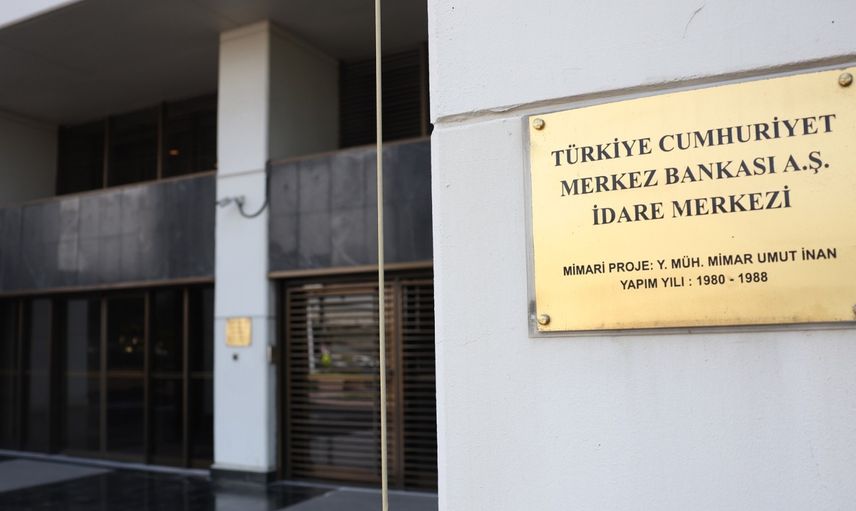 TÜRKİYE CUMHURİYET
MERKEZ BANKASI A.Ş.
İDARE MERKEZİ
MİMARİ PROJE: Y. MÜH. MİMAR UMUT İNAN
YAPIM YILI : 1980 - 1988